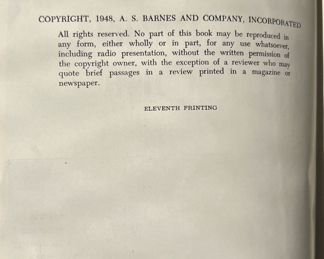 COPYRIGHT, 1948, A. S. BARNES AND COMPANY, INCORPORATED
All rights reserved. No part of this book may be reproduced in
any form, either wholly or in part, for any use whatsoever,
including radio presentation, without the written permission of
the copyright owner, with the exception of a reviewer who may
quote brief passages in a review printed in a magazine or
newspaper.
ELEVENTH PRINTING